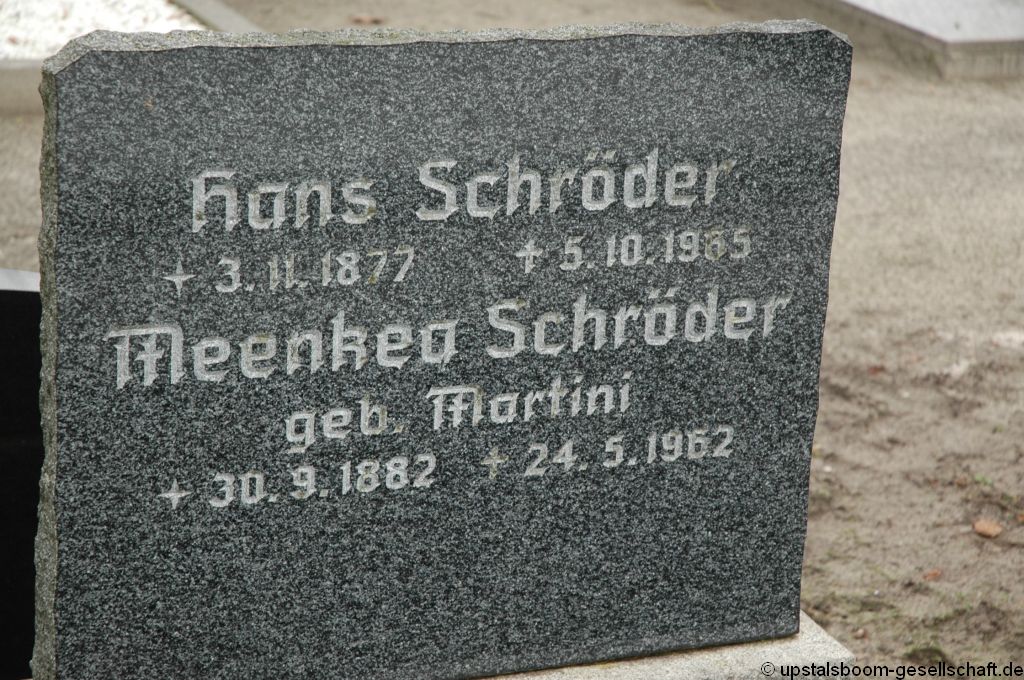 Hans Schröder
3.11.1877 5.10.1965
Meenkea Schröder
geb. Martini
30.9.1882 24.5.1962
© upstalsboom-gesellschaft.de